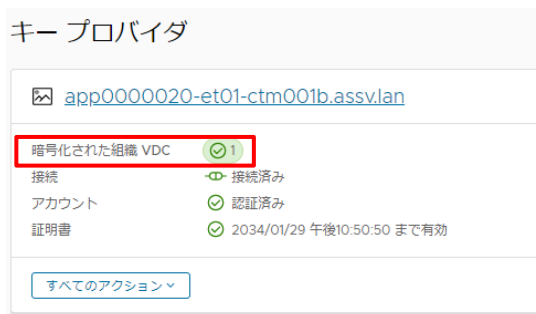 キー プロバイダ
app0000020-et01-ctm001b.assv.lan
暗号化された組織 VDC 1
接続 接続済み
アカウント 認証済み
証明書 2034/01/29 午後10:50:50 まで有効
すべてのアクション